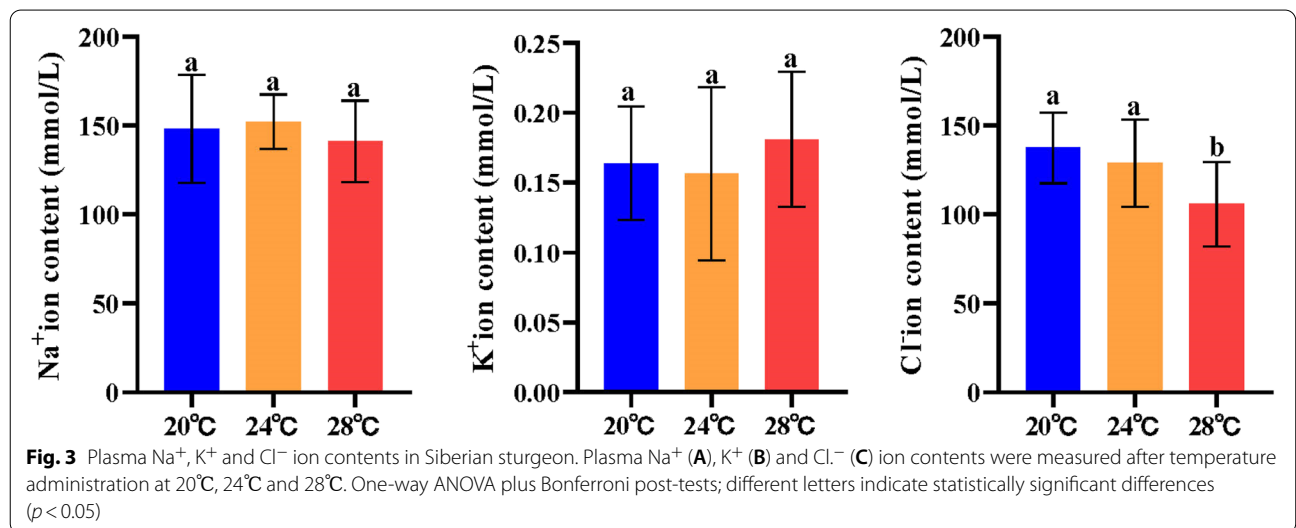 200
150
100
50
0
Na+ion content (mmol/L)
a
a
a
20℃
24℃
28℃
0.25
0.20
0.15
0.10
0.05
0.00
K+ion content (mmol/L)
a
a
a
20℃
24℃
28℃
200
150
100
50
0
Cl-ion content (mmol/L)
a
a
b
20℃
24℃
28℃
Fig. 3 Plasma Na+, K+ and Cl− ion contents in Siberian sturgeon. Plasma Na+ (A), K+ (B) and Cl.− (C) ion contents were measured after temperature
administration at 20℃, 24℃ and 28℃. One-way ANOVA plus Bonferroni post-tests; different letters indicate statistically significant differences
(p < 0.05)